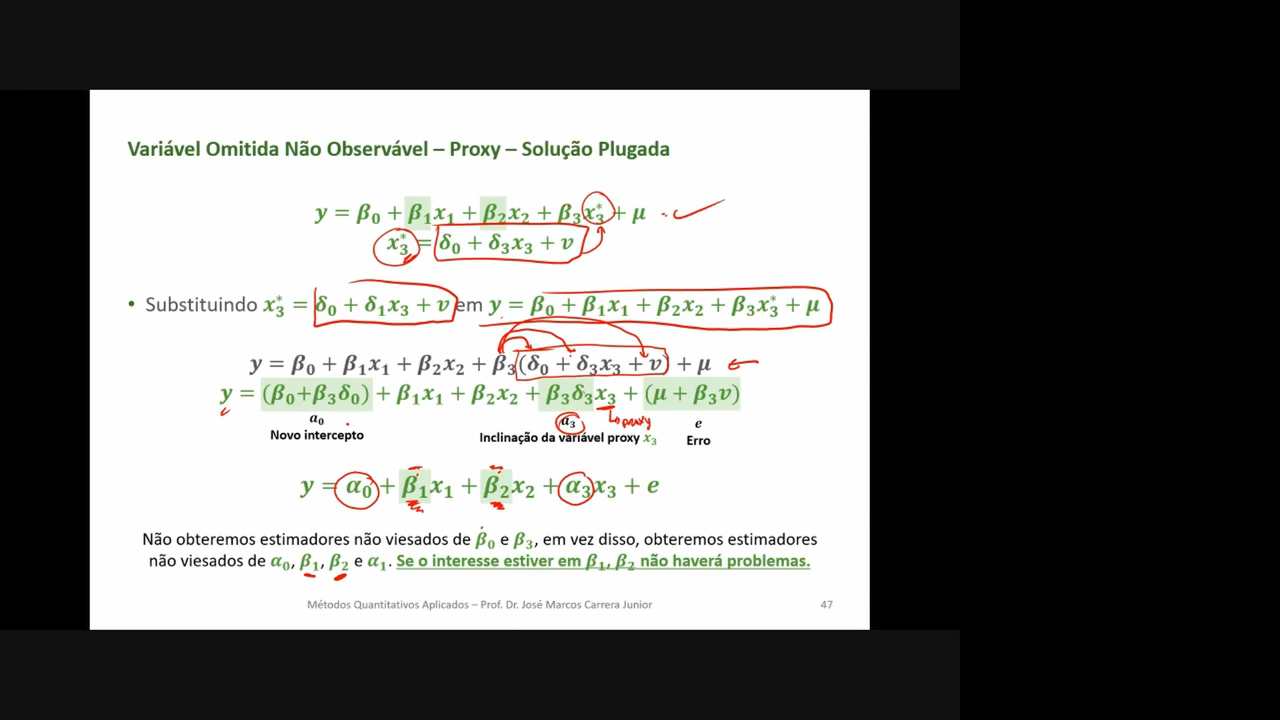 Variável Omitida Não Observável – Proxy – Solução Plugada
y = β₀ + β₁x₁ + β₂x₂ + β₃x₃* + μ
x₃* = δ₀ + δ₃x₃ + v
• Substituindo x₃* = δ₀ + δ₁x₃ + v em y = β₀ + β₁x₁ + β₂x₂ + β₃x₃* + μ
y = β₀ + β₁x₁ + β₂x₂ + β₃(δ₀ + δ₃x₃ + v) + μ
y = (β₀+β₃δ₀) + β₁x₁ + β₂x₂ + β₃δ₃x₃ + (μ + β₃v)
a₀ a₃ proxy e
Novo intercepto Inclinação da variável proxy x₃ Erro
y = α₀ + β₁x₁ + β₂x₂ + α₃x₃ + e
Não obteremos estimadores não viesados de β₀ e β₃, em vez disso, obteremos estimadores
não viesados de α₀, β₁, β₂ e α₁. Se o interesse estiver em β₁, β₂ não haverá problemas.
Métodos Quantitativos Aplicados – Prof. Dr. José Marcos Carrera Junior 47